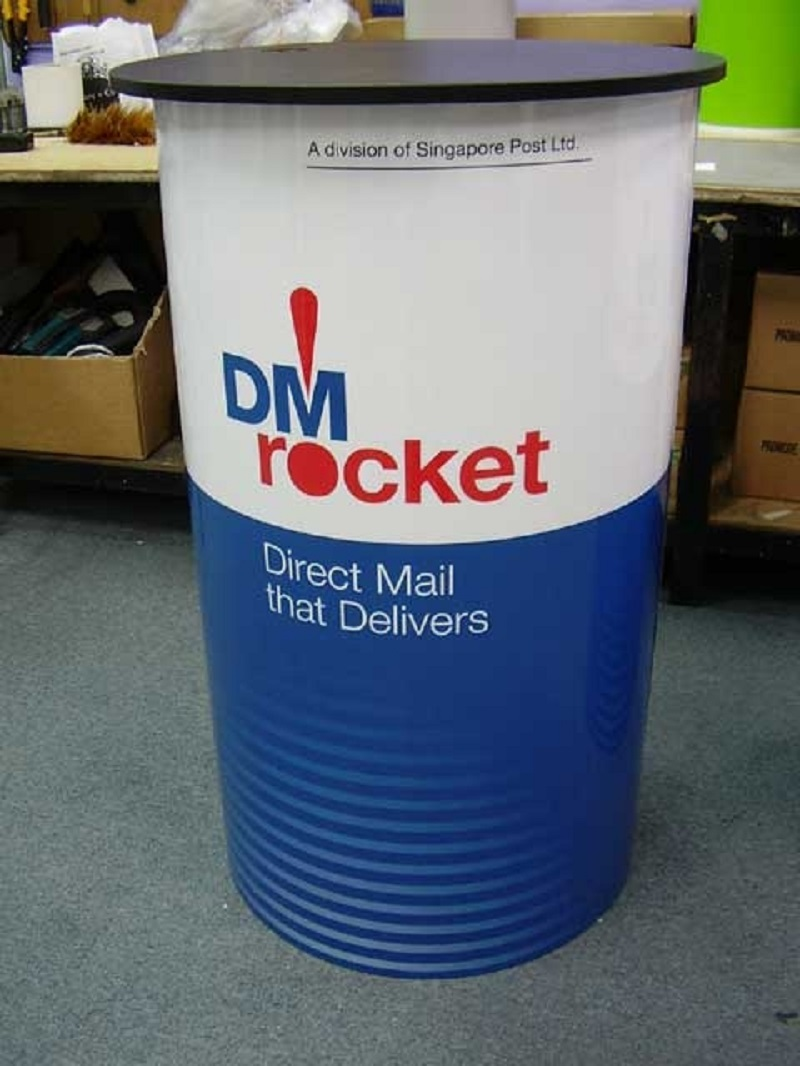 A division of Singapore Post Ltd.
DM
rocket
Direct Mail
that Delivers